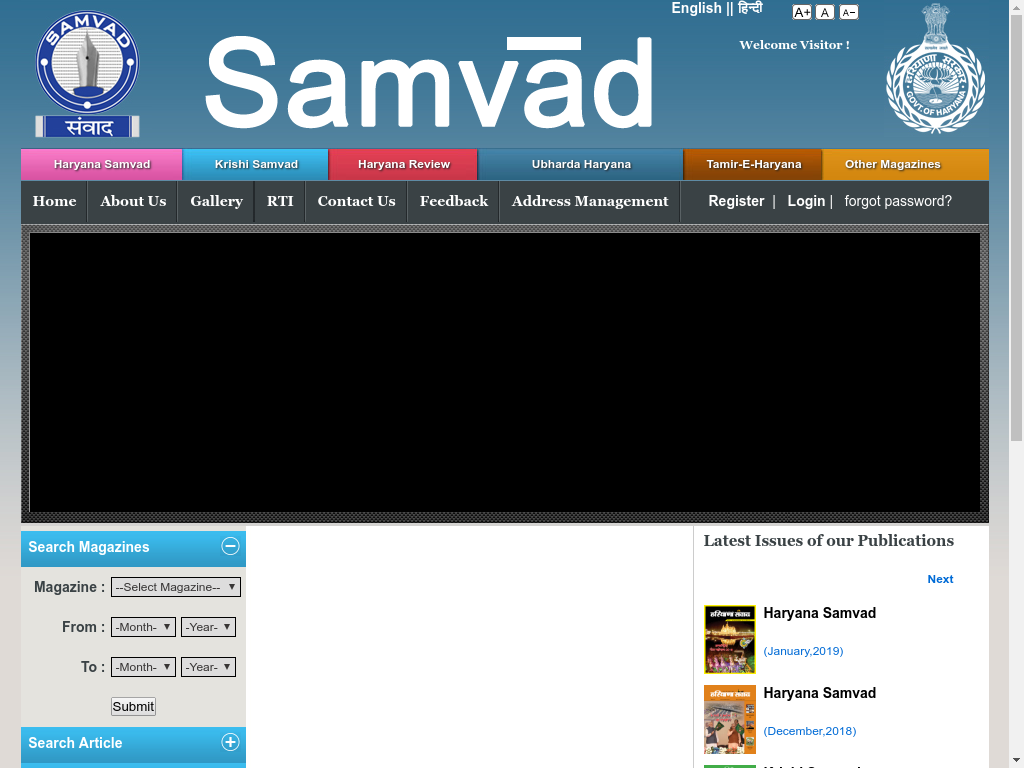 English || हिन्दी
A+ A A-
Welcome Visitor !
SAMVAD
संवाद
Samvād
हरियाणा सरकार
GOVT. OF HARYANA
Haryana Samvad
Krishi Samvad
Haryana Review
Ubharda Haryana
Tamir-E-Haryana
Other Magazines
Home
About Us
Gallery
RTI
Contact Us
Feedback
Address Management
Register | Login | forgot password?
Search Magazines
Magazine : --Select Magazine--
From : -Month- -Year-
To : -Month- -Year-
Submit
Search Article
Latest Issues of our Publications
Next
हरियाणा संवाद
Haryana Samvad
(January,2019)
हरियाणा संवाद
Haryana Samvad
(December,2018)